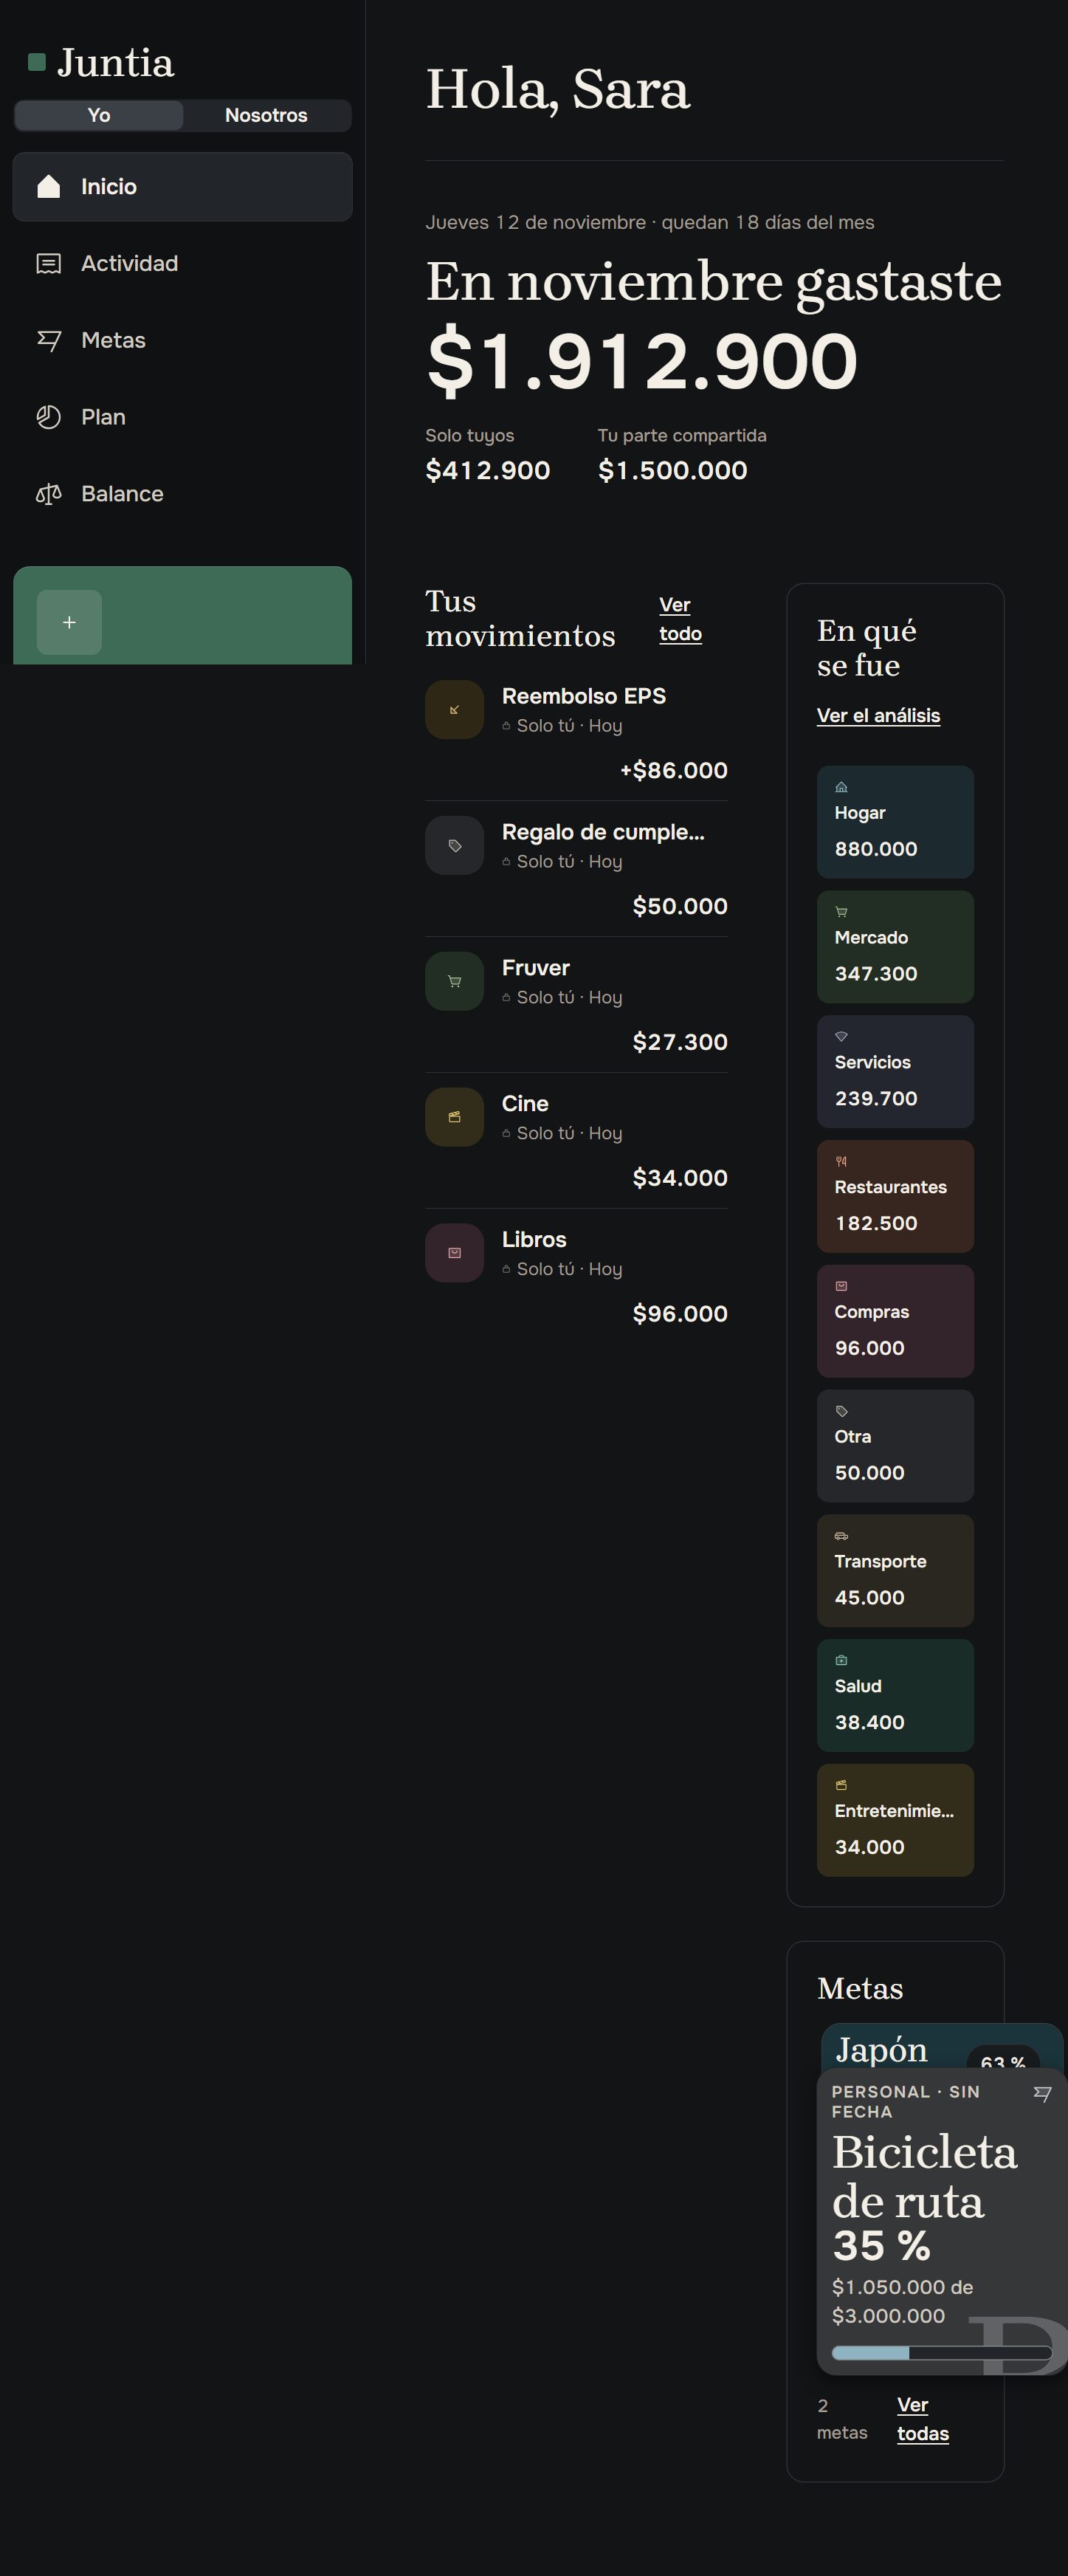 Juntia
Yo
Nosotros
Inicio
Actividad
Metas
Plan
Balance
+
Hola, Sara
Jueves 12 de noviembre · quedan 18 días del mes
En noviembre gastaste
$1.912.900
Solo tuyos
$412.900
Tu parte compartida
$1.500.000
Tus
movimientos
Ver
todo
Reembolso EPS
Solo tú · Hoy
+$86.000
Regalo de cumple...
Solo tú · Hoy
$50.000
Fruver
Solo tú · Hoy
$27.300
Cine
Solo tú · Hoy
$34.000
Libros
Solo tú · Hoy
$96.000
En qué
se fue
Ver el análisis
Hogar
880.000
Mercado
347.300
Servicios
239.700
Restaurantes
182.500
Compras
96.000
Otra
50.000
Transporte
45.000
Salud
38.400
Entretenimie...
34.000
Metas
Japón
63 %
PERSONAL · SIN
FECHA
Bicicleta
de ruta
35 %
$1.050.000 de
$3.000.000
2
metas
Ver
todas